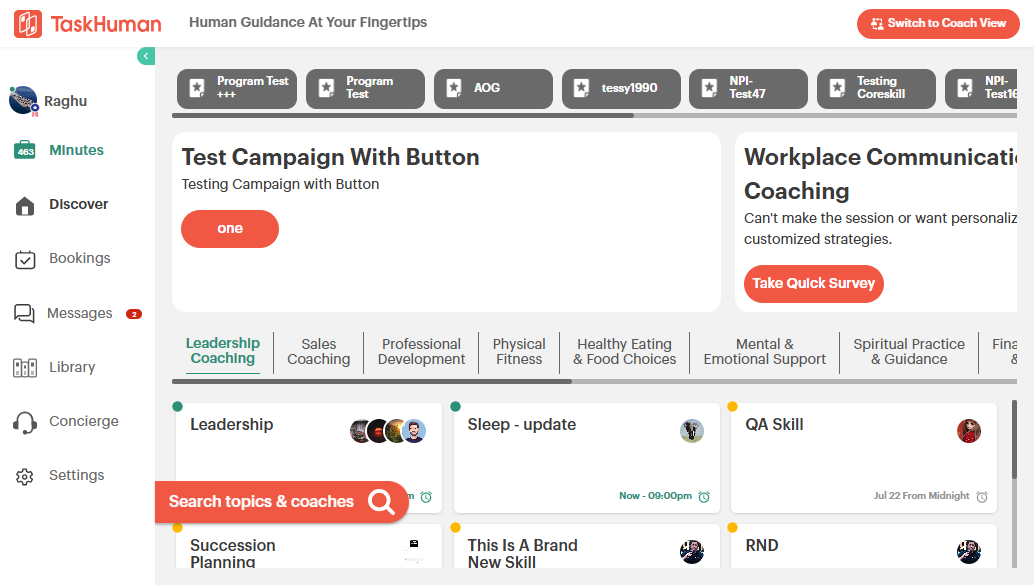 TaskHuman
Human Guidance At Your Fingertips
Switch to Coach View
Raghu
463
Minutes
Discover
Bookings
Messages
2
Library
Concierge
Settings
Program Test
+++
Program
Test
AOG
tessy1990
NPI-
Test47
Testing
Coreskill
NPI-
Test16
Test Campaign With Button
Testing Campaign with Button
one
Workplace Communicati
Coaching
Can't make the session or want personaliz
customized strategies.
Take Quick Survey
Leadership
Coaching
Sales
Coaching
Professional
Development
Physical
Fitness
Healthy Eating
& Food Choices
Mental &
Emotional Support
Spiritual Practice
& Guidance
Fina
&
Leadership
m
Sleep - update
Now - 09:00pm
QA Skill
Jul 22 From Midnight
Search topics & coaches
Succession
Planning
This Is A Brand
New Skill
RND